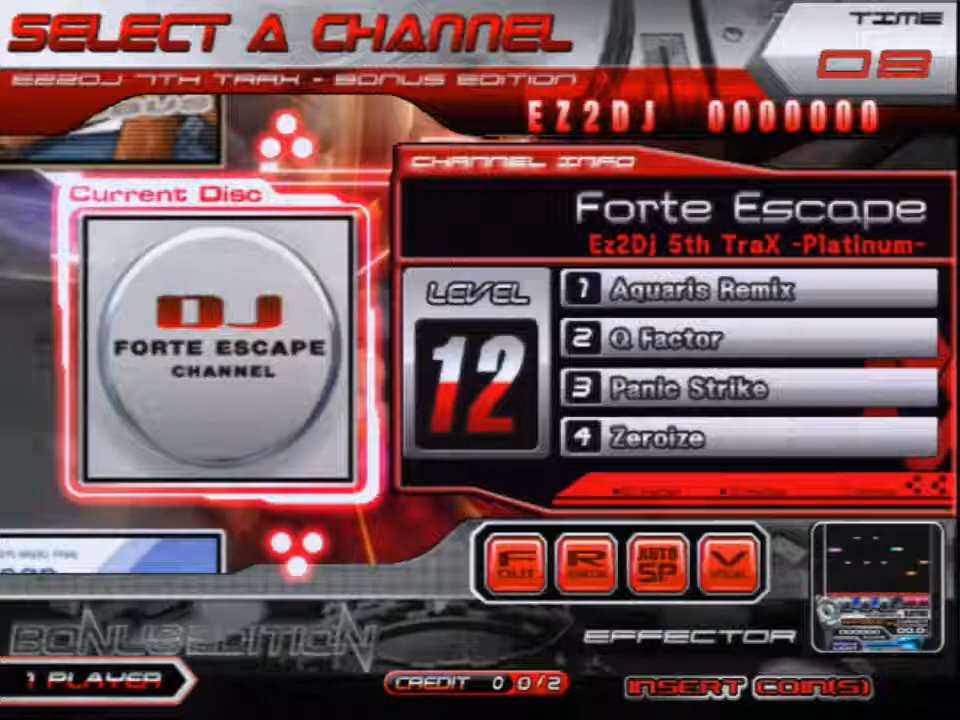 SELECT A CHANNEL
TIME
08
EZ2DJ 7TH TRAX - BONUS EDITION
EZ2DJ 0000000
CHANNEL INFO
Current Disc
Forte Escape
Ez2Dj 5th TraX -Platinum-
DJ
FORTE ESCAPE
CHANNEL
LEVEL
12
1 Aquaris Remix
2 Q Factor
3 Panic Strike
4 Zeroize
F OUT
R
AUTO SP
V
BONUS EDITION
EFFECTOR
1 PLAYER
CREDIT 0 0/2
INSERT COIN(S)